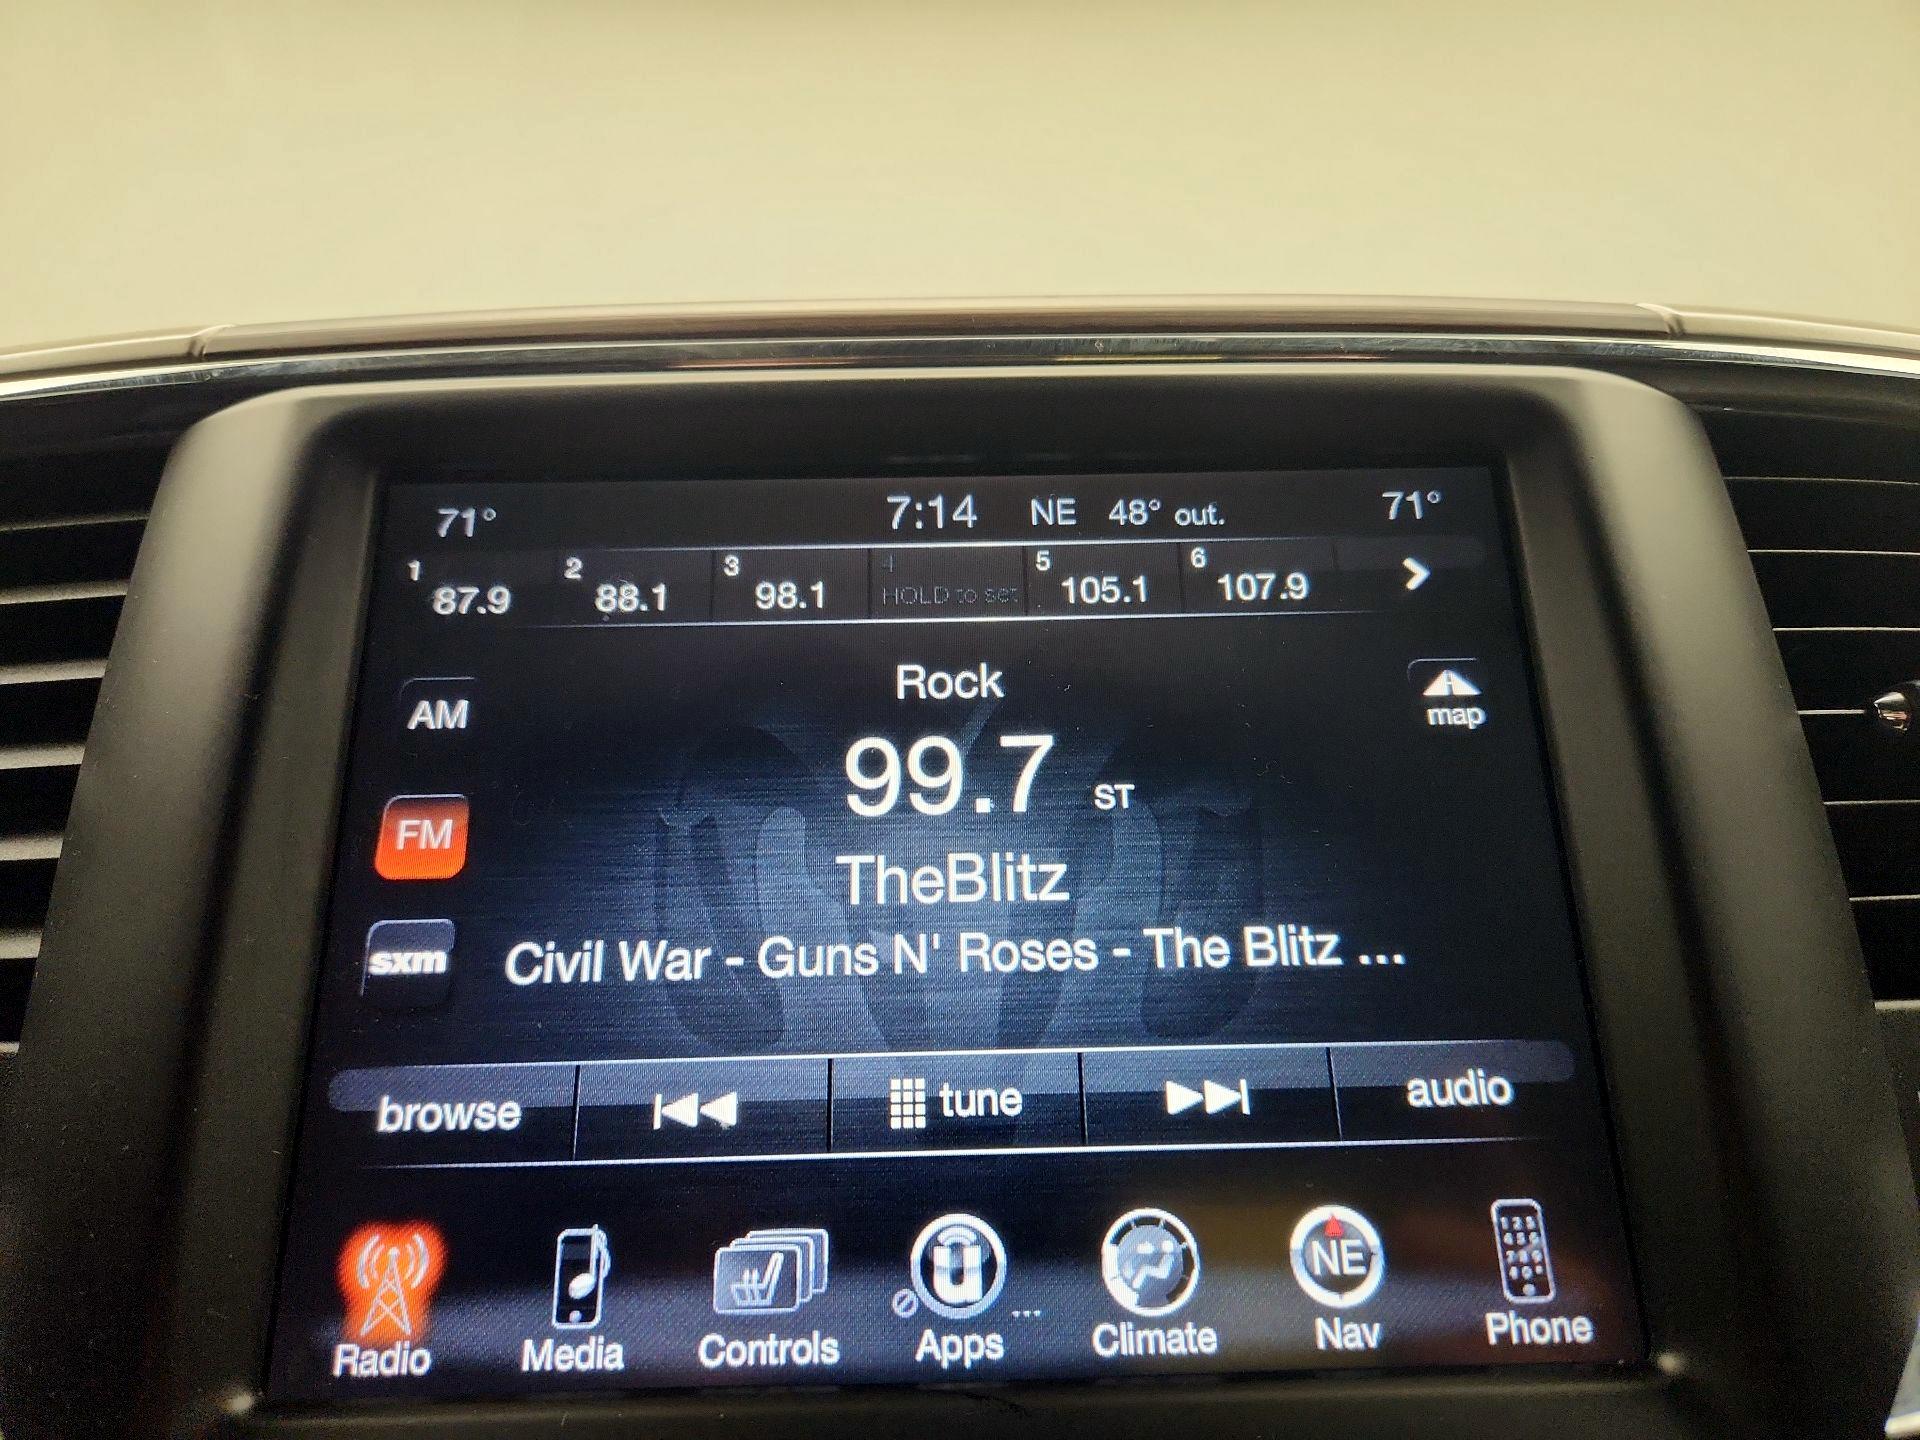 71° 7:14 NE 48° out. 71°
1 87.9 2 88.1 3 98.1 4 HOLD to set 5 105.1 6 107.9
Rock
map
AM
99.7 ST
FM
TheBlitz
sxm
Civil War - Guns N' Roses - The Blitz ...
browse tune audio
NE
Radio Media Controls Apps ... Climate Nav Phone